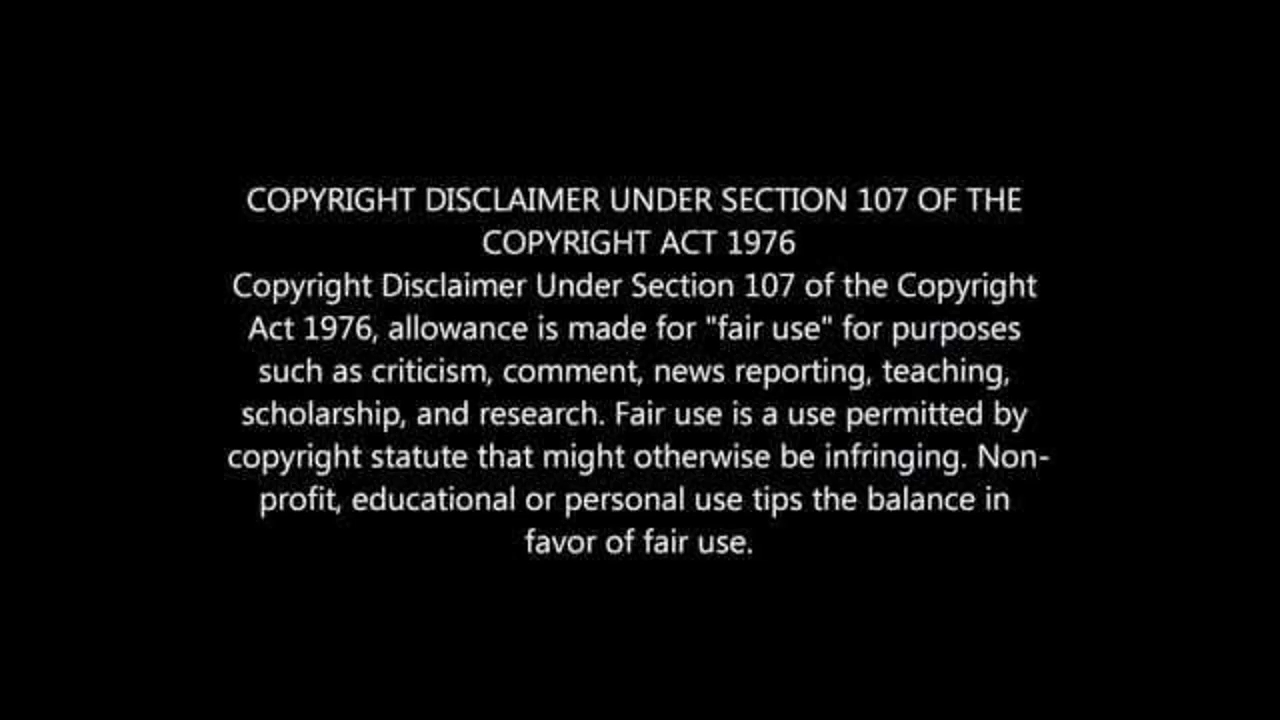 COPYRIGHT DISCLAIMER UNDER SECTION 107 OF THE
COPYRIGHT ACT 1976
Copyright Disclaimer Under Section 107 of the Copyright
Act 1976, allowance is made for "fair use" for purposes
such as criticism, comment, news reporting, teaching,
scholarship, and research. Fair use is a use permitted by
copyright statute that might otherwise be infringing. Non-
profit, educational or personal use tips the balance in
favor of fair use.